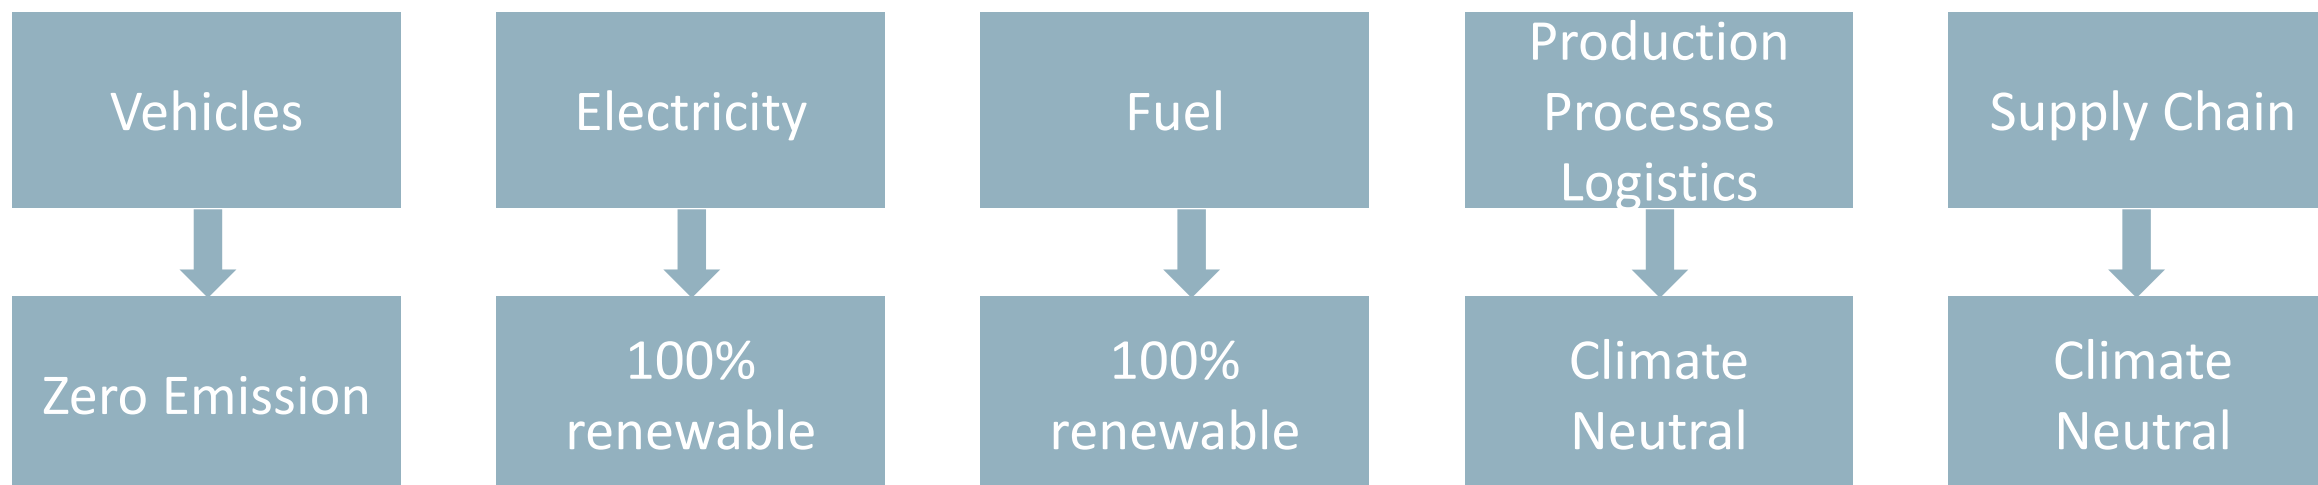 Vehicles
Electricity
Fuel
Production
Processes
Logistics
Supply Chain
Zero Emission
100%
renewable
100%
renewable
Climate
Neutral
Climate
Neutral